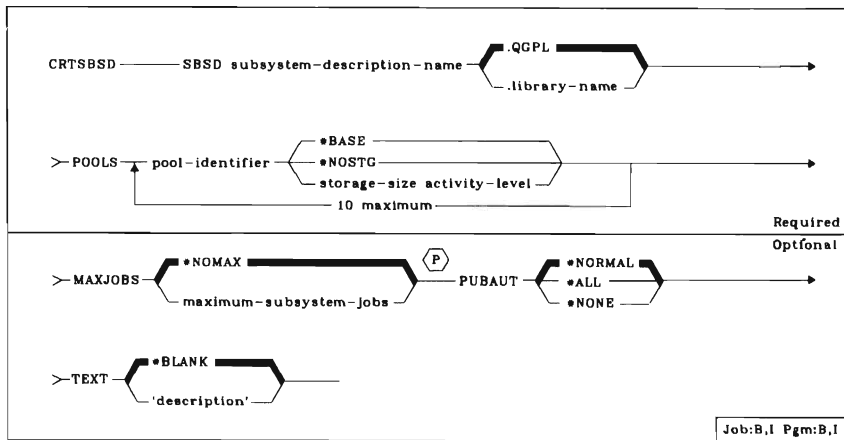 .QGPL
CRTSBSD SBSD subsystem-description-name
.library-name
*BASE
POOLS pool-identifier *NOSTG
storage-size activity-level
10 maximum
Required
Optional
*NOMAX P *NORMAL
MAXJOBS PUBAUT *ALL
maximum-subsystem-jobs *NONE
*BLANK
TEXT
'description'
Job:B,I Pgm:B,I